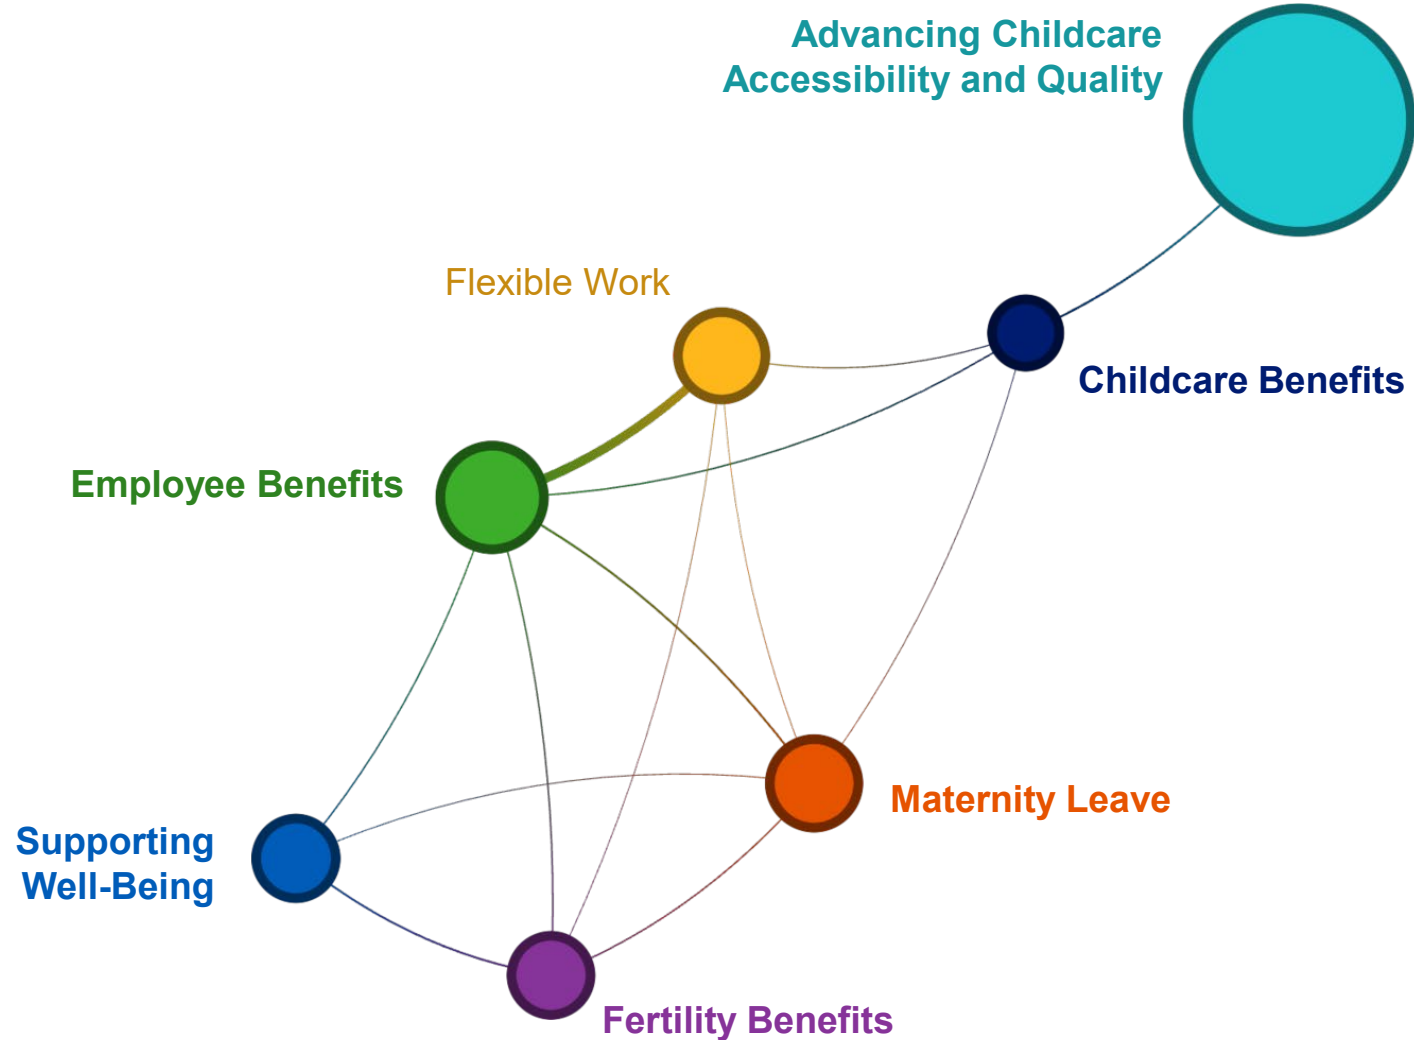 Advancing Childcare
Accessibility and Quality
Flexible Work
Childcare Benefits
Employee Benefits
Maternity Leave
Supporting
Well-Being
Fertility Benefits